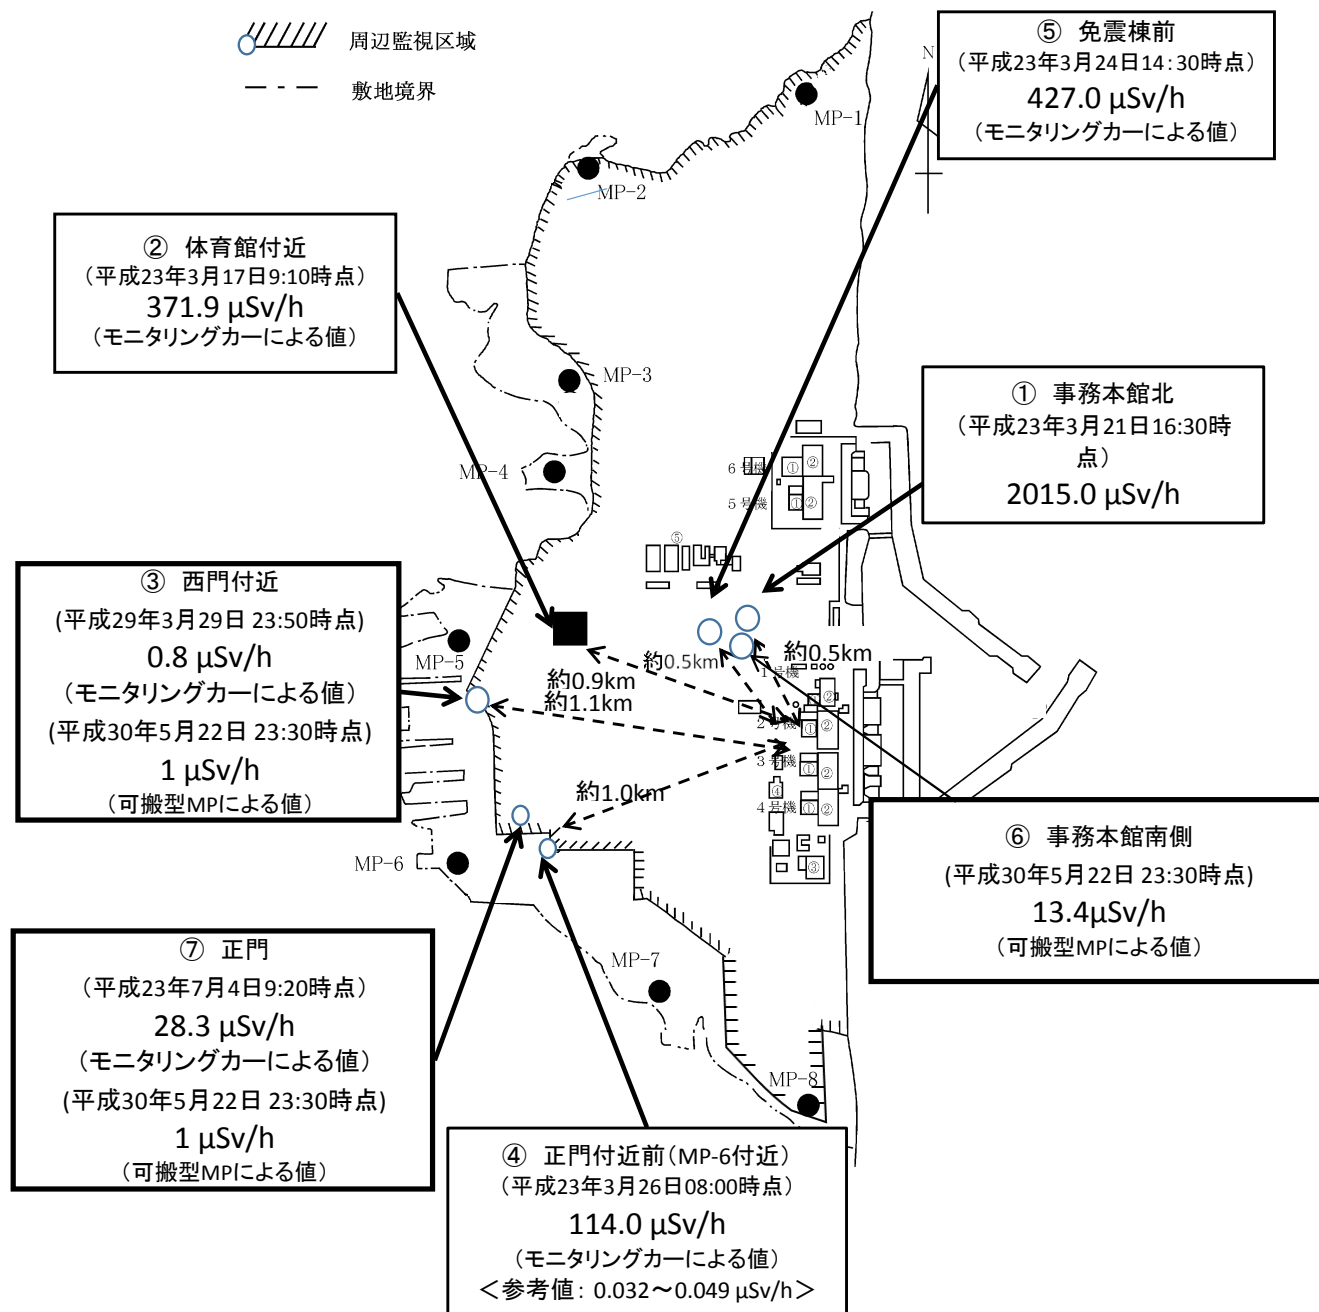 周辺監視区域
敷地境界
⑤ 免震棟前
（平成23年3月24日14:30時点）
427.0 μSv/h
（モニタリングカーによる値）
N
MP-1
MP-2
② 体育館付近
（平成23年3月17日9:10時点）
371.9 μSv/h
（モニタリングカーによる値）
MP-3
① 事務本館北
（平成23年3月21日16:30時
点）
2015.0 μSv/h
MP-4
6号機
①
②
5号機
①
②
⑤
③ 西門付近
(平成29年3月29日 23:50時点)
0.8 μSv/h
（モニタリングカーによる値）
(平成30年5月22日 23:30時点)
1 μSv/h
（可搬型MPによる値）
MP-5
約0.5km
約0.5km
約0.9km
約1.1km
1号機
②
2号機
①
②
3号機
①
②
約1.0km
④
4号機
①
②
③
MP-6
⑥ 事務本館南側
(平成30年5月22日 23:30時点)
13.4μSv/h
（可搬型MPによる値）
⑦ 正門
（平成23年7月4日9:20時点）
28.3 μSv/h
（モニタリングカーによる値）
(平成30年5月22日 23:30時点)
1 μSv/h
（可搬型MPによる値）
MP-7
MP-8
④ 正門付近前（MP-6付近）
（平成23年3月26日08:00時点）
114.0 μSv/h
（モニタリングカーによる値）
＜参考値: 0.032～0.049 μSv/h＞